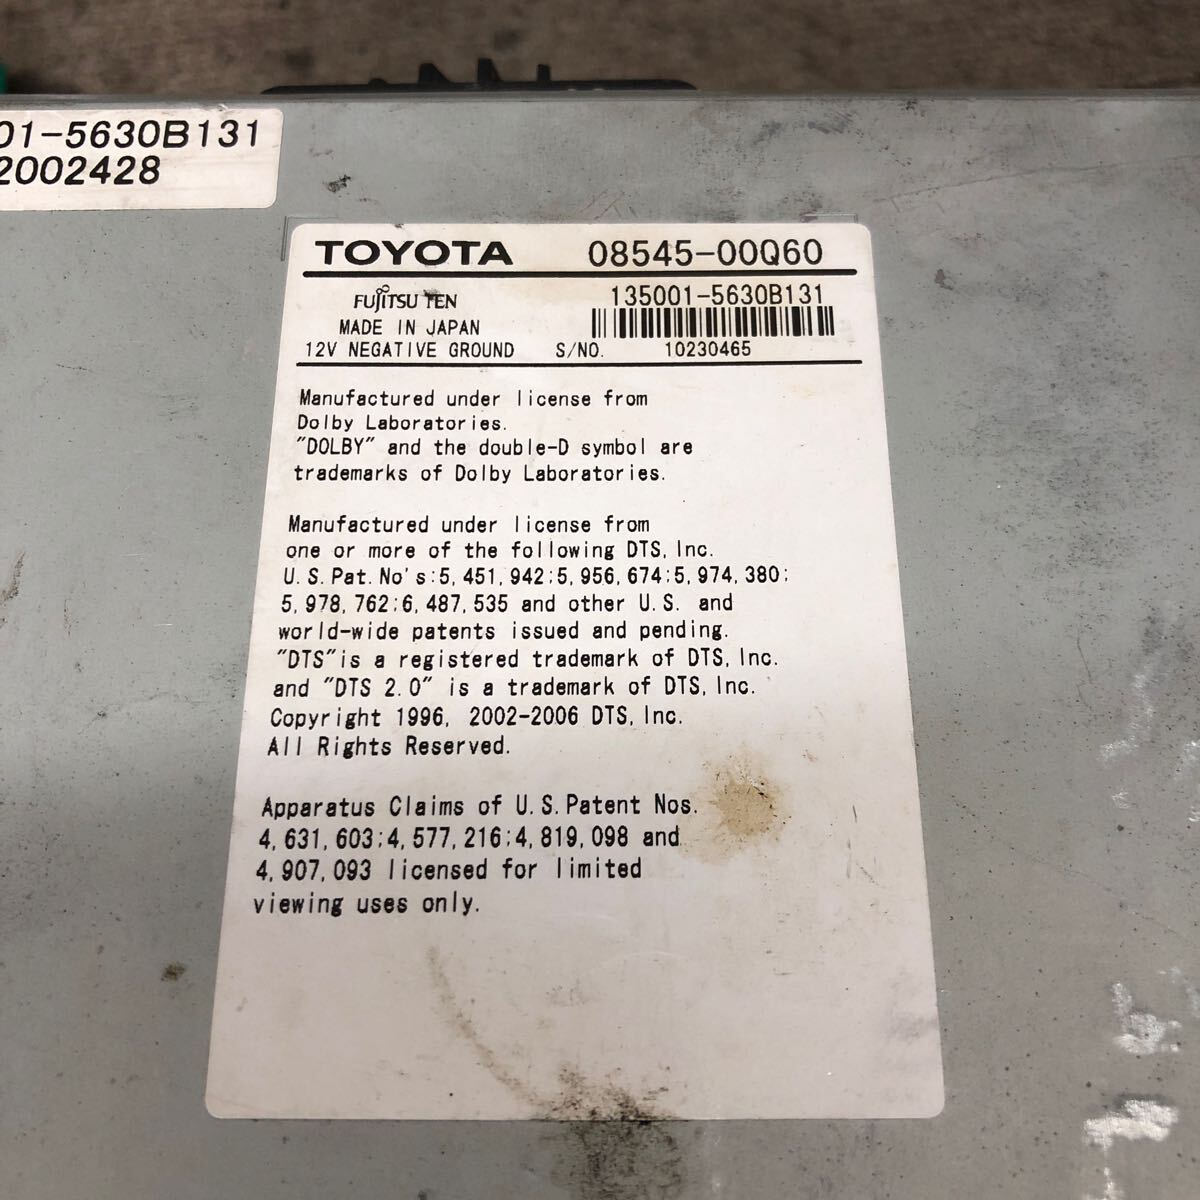 01-5630B131
2002428
TOYOTA 08545-00Q60
FUJITSU TEN 135001-5630B131
MADE IN JAPAN
12V NEGATIVE GROUND S/NO. 10230465
Manufactured under license from
Dolby Laboratories.
"DOLBY" and the double-D symbol are
trademarks of Dolby Laboratories.
Manufactured under license from
one or more of the following DTS, Inc.
U.S.Pat.No's:5,451,942;5,956,674;5,974,380;
5,978,762;6,487,535 and other U.S. and
world-wide patents issued and pending.
"DTS"is a registered trademark of DTS, Inc.
and "DTS 2.0" is a trademark of DTS, Inc.
Copyright 1996, 2002-2006 DTS, Inc.
All Rights Reserved.
Apparatus Claims of U.S.Patent Nos.
4,631,603;4,577,216;4,819,098 and
4,907,093 licensed for limited
viewing uses only.